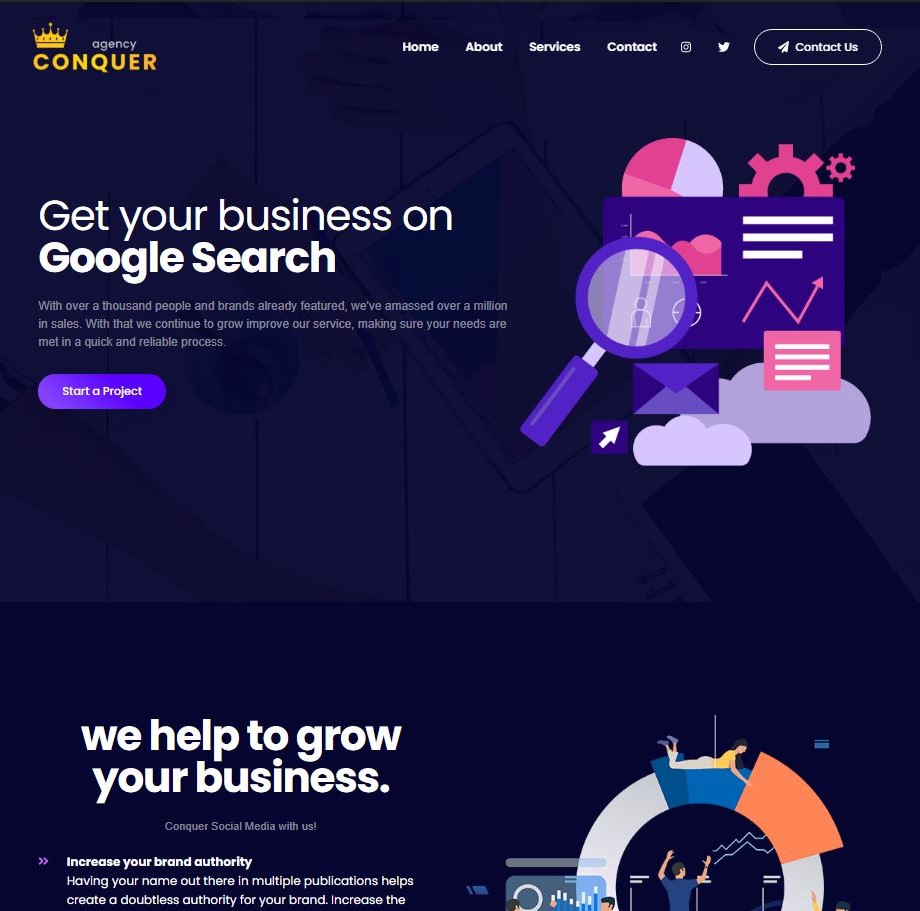 agency
CONQUER
Home About Services Contact Contact Us
Get your business on
Google Search
With over a thousand people and brands already featured, we've amassed over a million
in sales. With that we continue to grow improve our service, making sure your needs are
met in a quick and reliable process.
Start a Project
we help to grow
your business.
Conquer Social Media with us!
Increase your brand authority
Having your name out there in multiple publications helps
create a doubtless authority for your brand. Increase the